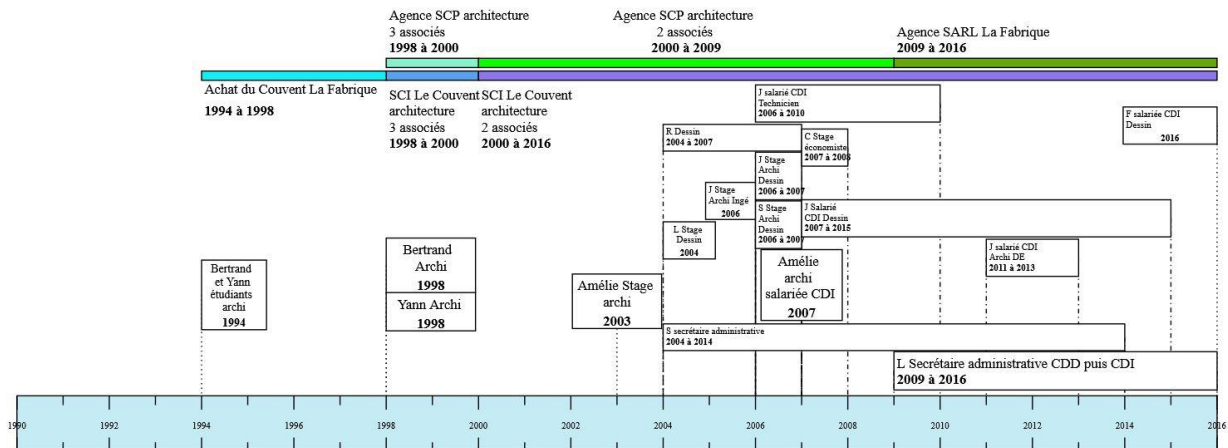 Agence SCP architecture
3 associés
1998 à 2000
Agence SCP architecture
2 associés
2000 à 2009
Agence SARL La Fabrique
2009 à 2016
Achat du Couvent La Fabrique
1994 à 1998
SCI Le Couvent
architecture
3 associés
1998 à 2000
SCI Le Couvent
architecture
2 associés
2000 à 2016
J salarié CDI
Technicien
2006 à 2010
F salariée CDI
Dessin
2016
R Dessin
2004 à 2007
C Stage
économiste
2007 à 2008
J Stage
Archi
Dessin
2006 à 2007
J Stage
Archi Ingé
2006
S Stage
Archi
Dessin
2006 à 2007
J Salarié
CDI Dessin
2007 à 2015
L Stage
Dessin
2004
J salarié CDI
Archi DE
2011 à 2013
Bertrand
et Yann
étudiants
archi
1994
Bertrand
Archi
1998
Yann Archi
1998
Amélie Stage
archi
2003
Amélie
archi
salariée CDI
2007
S secrétaire administrative
2004 à 2014
L Secrétaire administrative CDD puis CDI
2009 à 2016
1990 1992 1994 1996 1998 2000 2002 2004 2006 2008 2010 2012 2014 2016